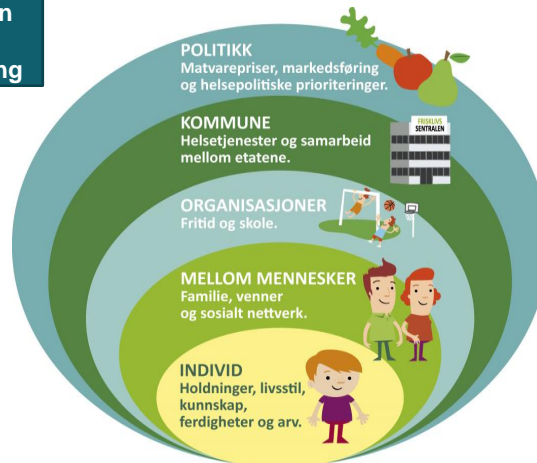 POLITIKK
Matvarepriser, markedsføring
og helsepolitiske prioriteringer.
KOMMUNE
Helsetjenester og samarbeid
mellom etatene.
FRISKLIVS
SENTRALEN
ORGANISASJONER
Fritid og skole.
MELLOM MENNESKER
Familie, venner
og sosialt nettverk.
INDIVID
Holdninger, livsstil,
kunnskap,
ferdigheter og arv.